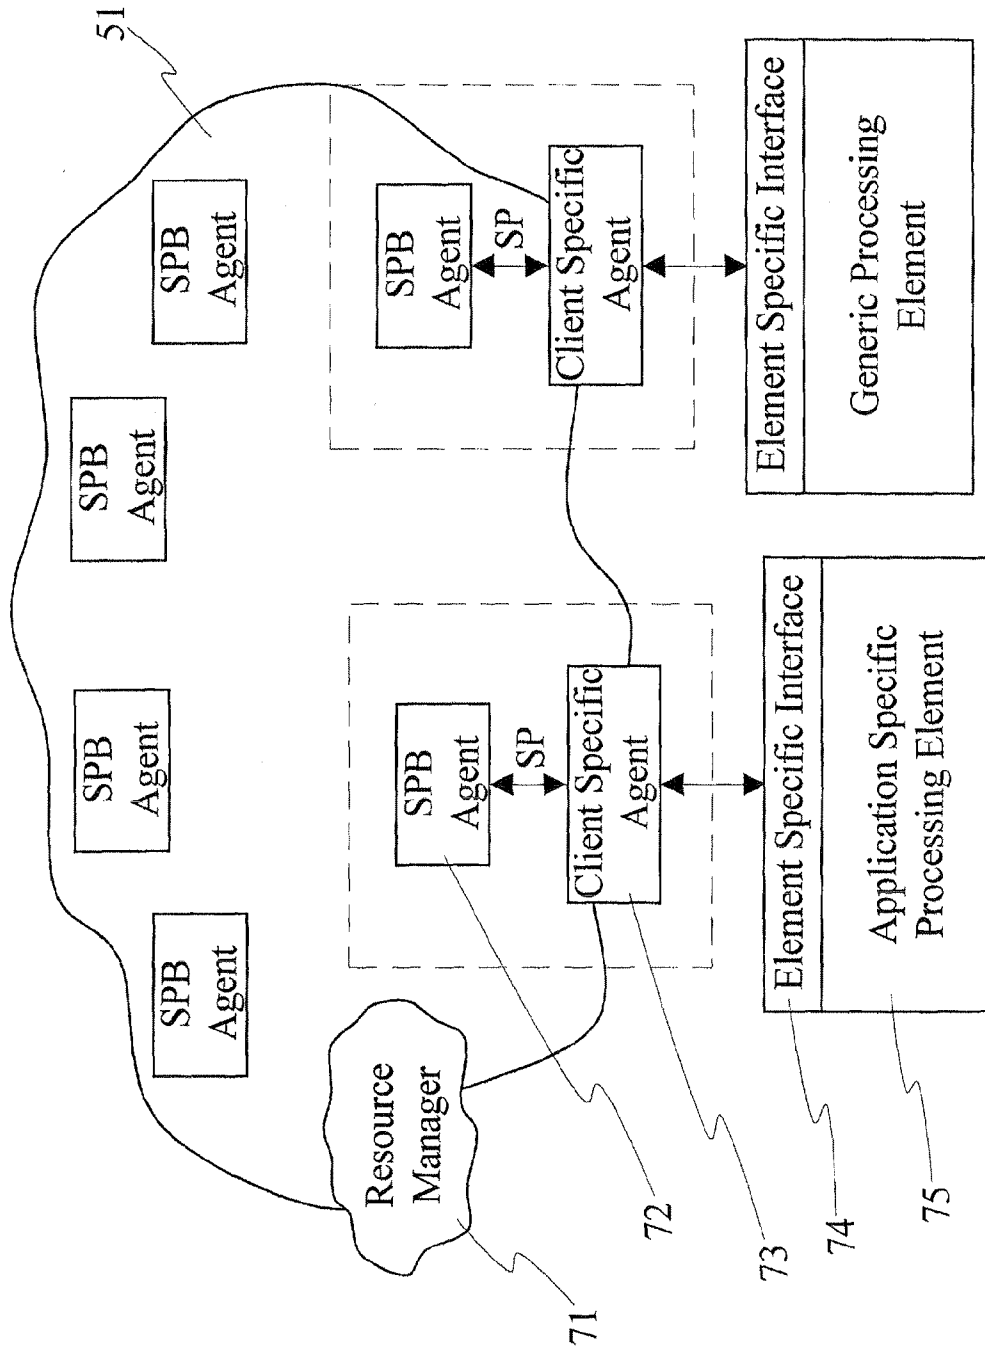 51
SPB
Agent
SPB
Agent
SPB
Agent
SPB
Agent
Resource
Manager
71
SPB
Agent
SP
Client Specific
Agent
SPB
Agent
SP
Client Specific
Agent
72
73
Element Specific Interface
Application Specific
Processing Element
74
75
Element Specific Interface
Generic Processing
Element